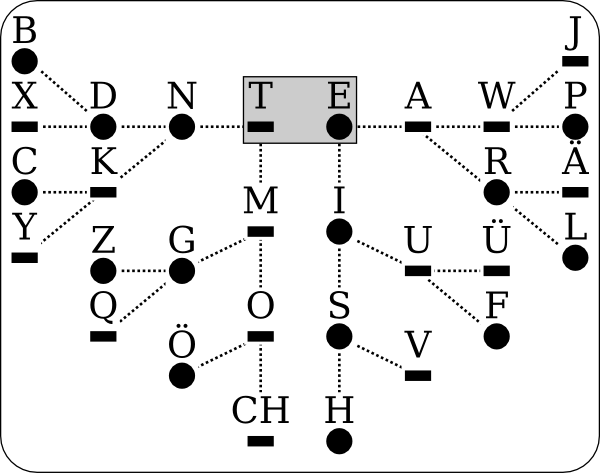 B J
X D N T E A W P
C K R Ä
Y M I L
Z G U Ü
Q O S F
Ö V
CH H